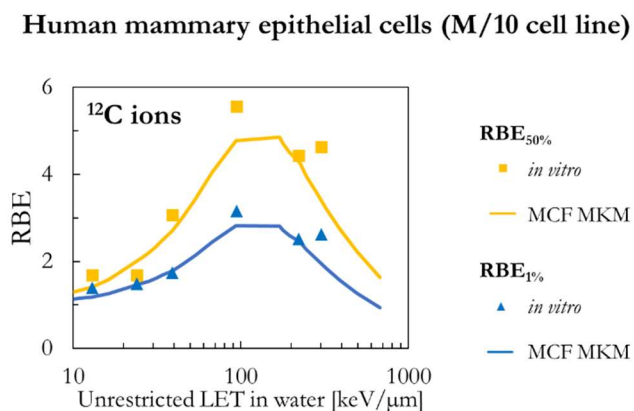 Human mammary epithelial cells (M/10 cell line)
¹²C ions
RBE
6
4
2
0
10
100
1000
Unrestricted LET in water [keV/µm]
RBE₅₀%
in vitro
MCF MKM
RBE₁%
in vitro
MCF MKM